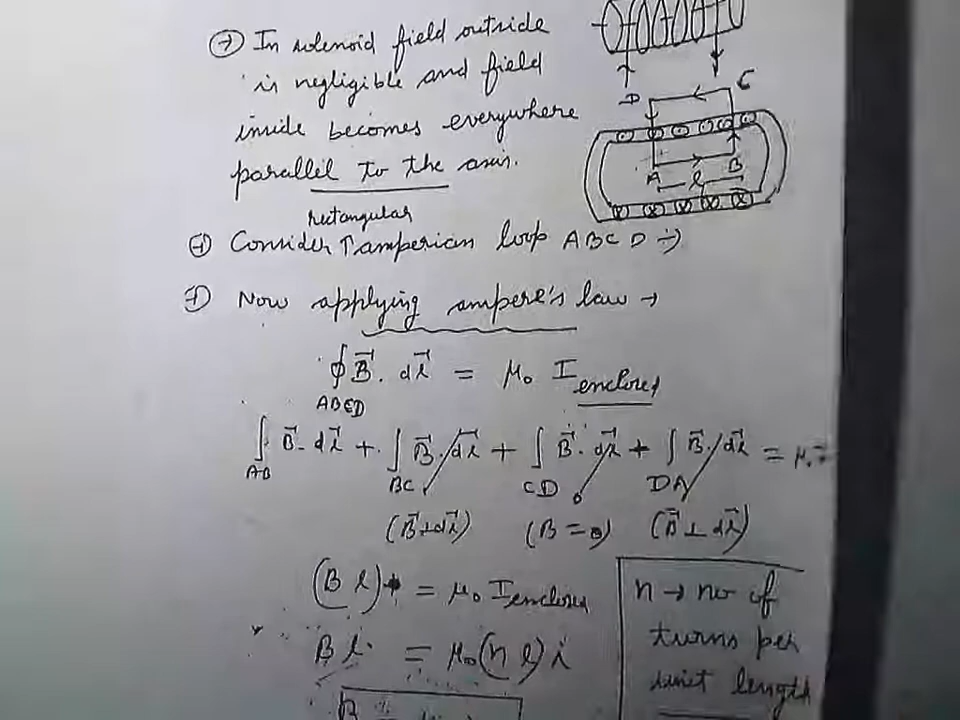 → In solenoid field outside
is negligible and field
inside becomes everywhere
parallel to the axis.
D C
A l B
rectangular
→ Consider ↑ amperian loop ABCD →
→ Now applying ampere's law →
∮ B⃗. dl⃗ = μ₀ I enclosed
ABCD
∫ B⃗. dl⃗ + ∫ B⃗. dl⃗ + ∫ B⃗. dl⃗ + ∫ B⃗. dl⃗ = μ₀I
AB BC CD 0 DA
(B⃗ ⊥ dl⃗) (B = 0) (B⃗ ⊥ dl⃗)
(B l) = μ₀ I enclosed
B l = μ₀(n l) i
n → no of
turns per
unit length